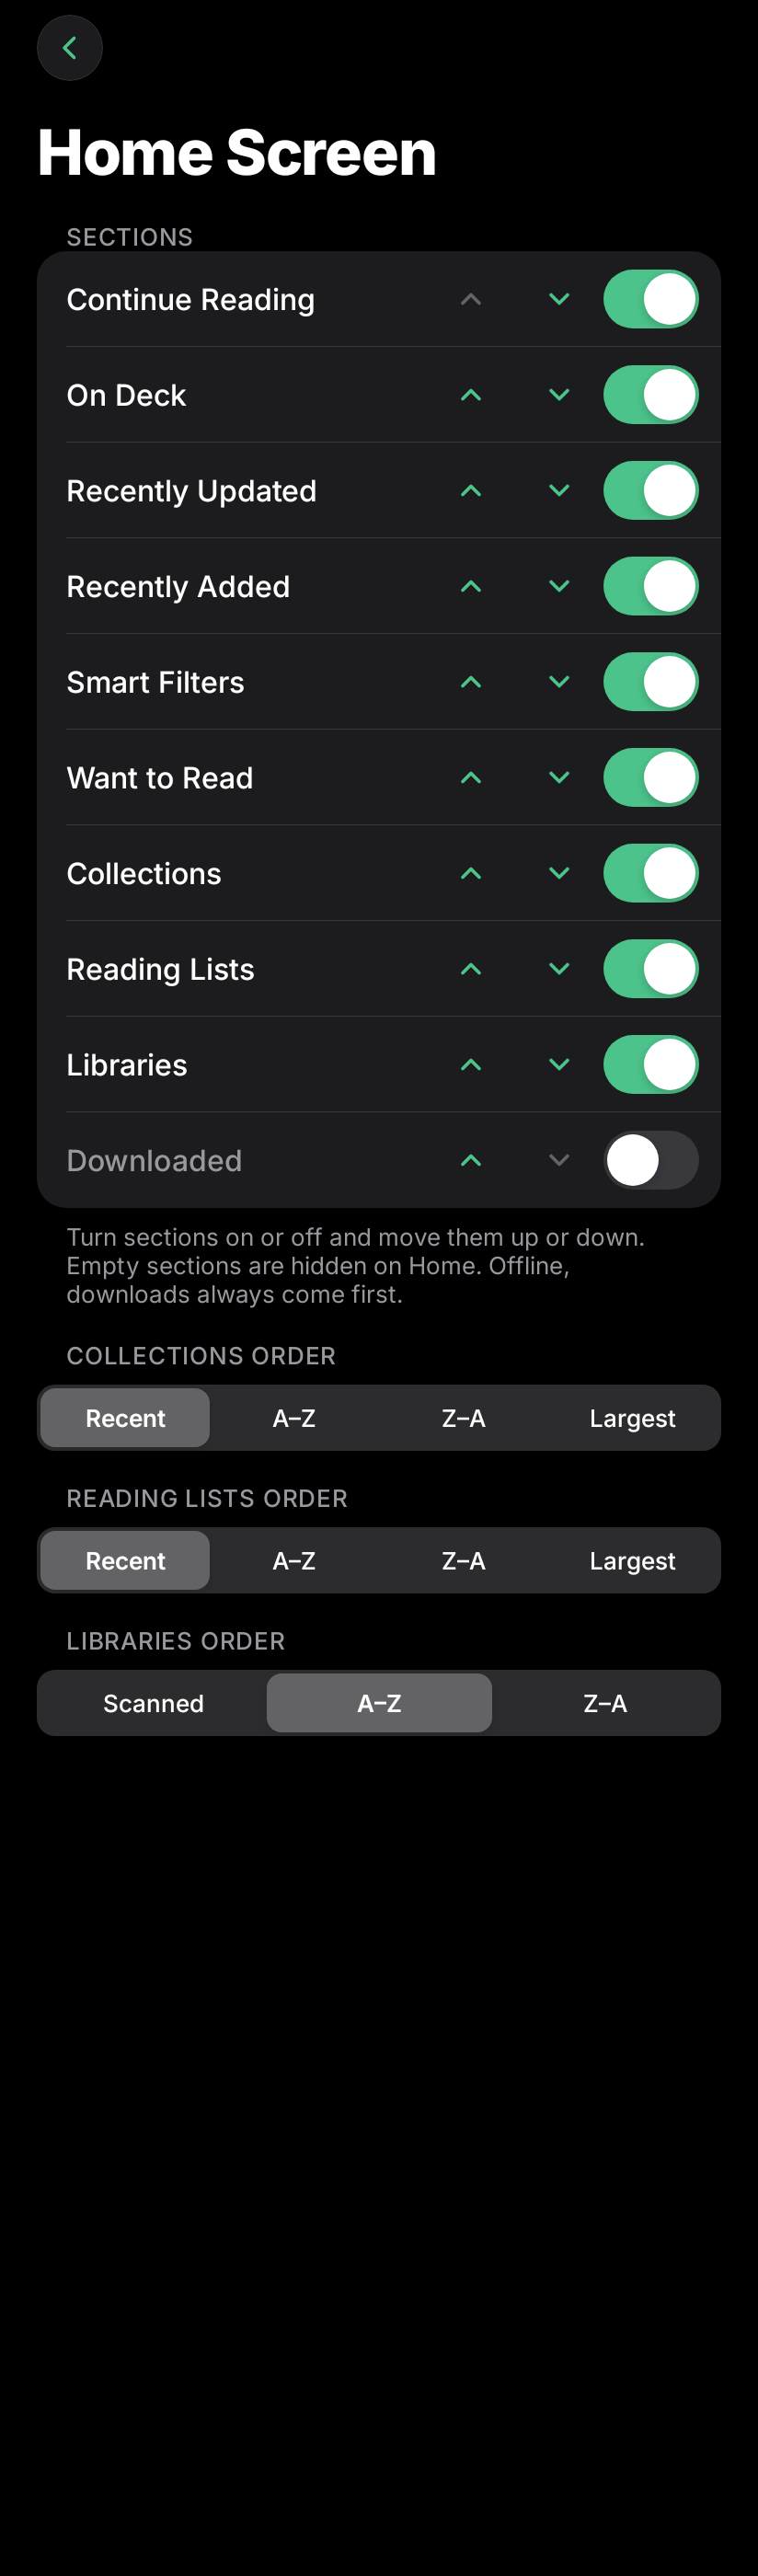 Home Screen
SECTIONS
Continue Reading
On Deck
Recently Updated
Recently Added
Smart Filters
Want to Read
Collections
Reading Lists
Libraries
Downloaded
Turn sections on or off and move them up or down.
Empty sections are hidden on Home. Offline,
downloads always come first.
COLLECTIONS ORDER
Recent A–Z Z–A Largest
READING LISTS ORDER
Recent A–Z Z–A Largest
LIBRARIES ORDER
Scanned A–Z Z–A